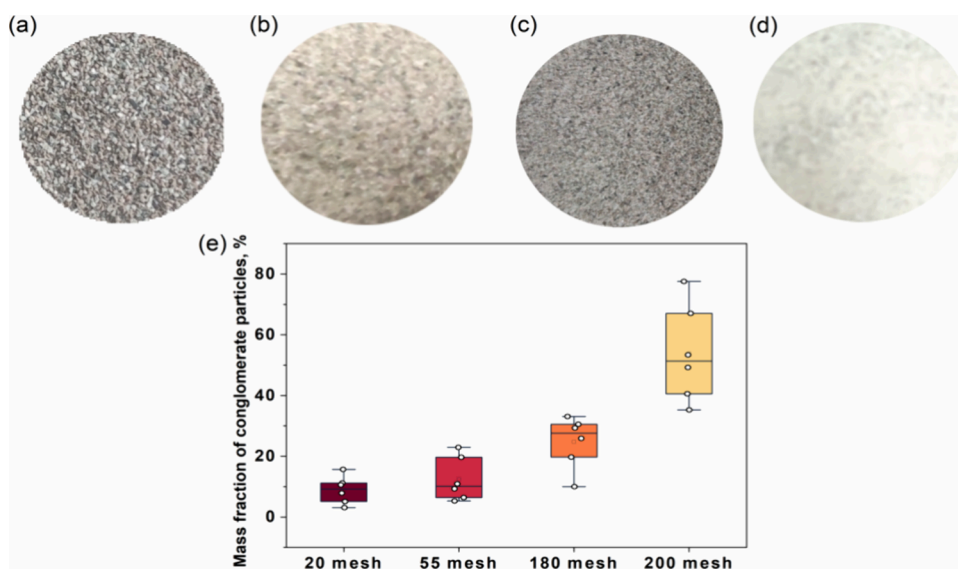 (a) (b) (c) (d)
(e)
Mass fraction of conglomerate particles, %
80
60
40
20
0
20 mesh 55 mesh 180 mesh 200 mesh